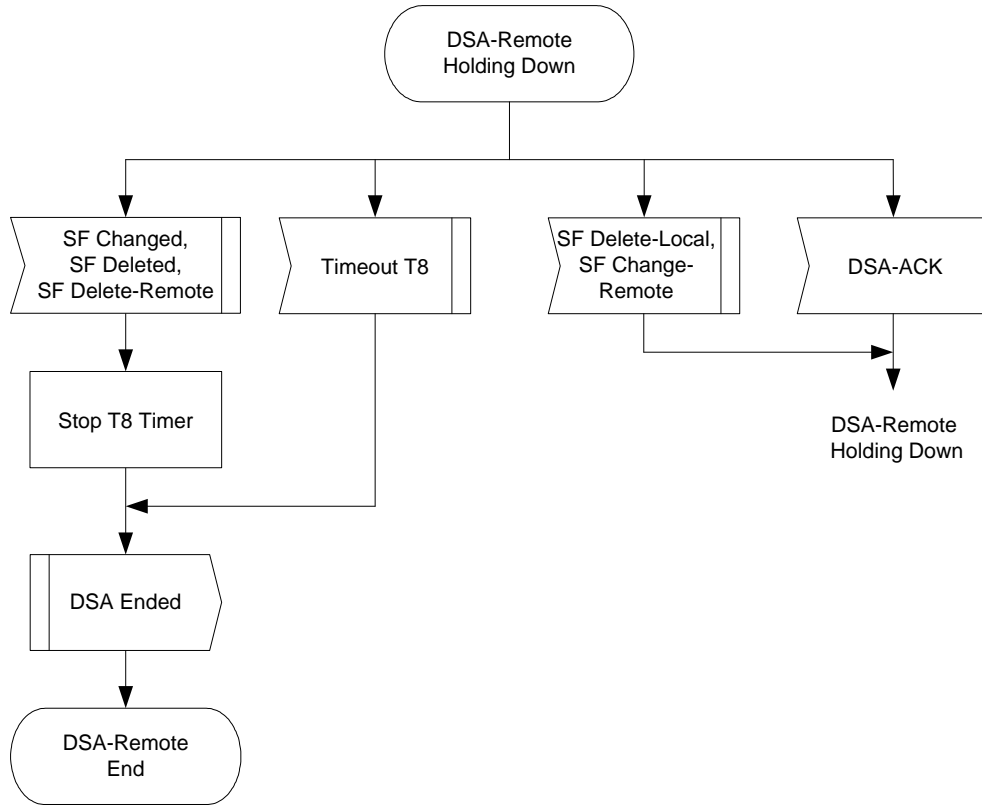 DSA-Remote
Holding Down
SF Changed,
SF Deleted,
SF Delete-Remote
Timeout T8
SF Delete-Local,
SF Change-
Remote
DSA-ACK
Stop T8 Timer
DSA-Remote
Holding Down
DSA Ended
DSA-Remote
End